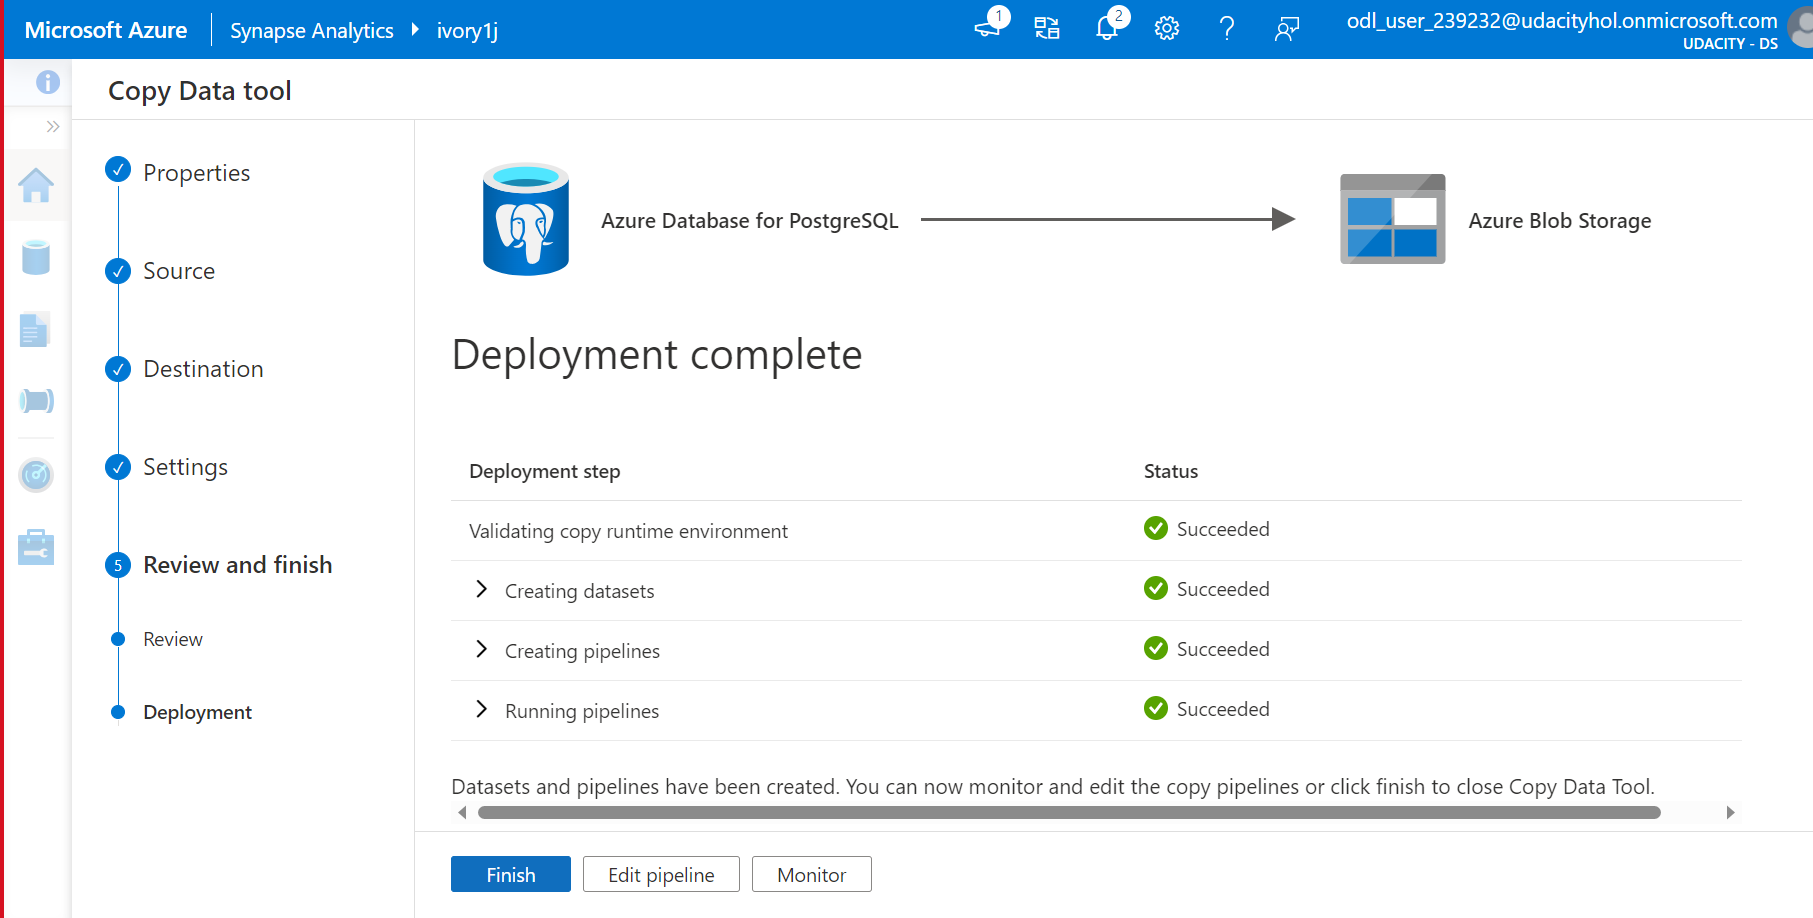 Microsoft Azure
Synapse Analytics
ivory1j
1
2
odl_user_239232@udacityhol.onmicrosoft.com
UDACITY - DS
Copy Data tool
Properties
Source
Destination
Settings
5 Review and finish
Review
Deployment
Azure Database for PostgreSQL
Azure Blob Storage
Deployment complete
Deployment step Status
Validating copy runtime environment Succeeded
Creating datasets Succeeded
Creating pipelines Succeeded
Running pipelines Succeeded
Datasets and pipelines have been created. You can now monitor and edit the copy pipelines or click finish to close Copy Data Tool.
Finish Edit pipeline Monitor